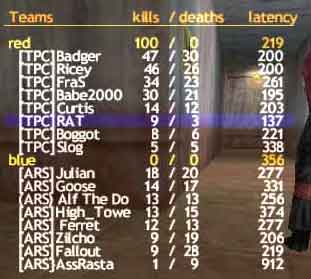 Teams kills / deaths latency
red 100 / 0 219
[TPC]Badger 47 / 30 200
[TPC]Ricey 46 / 26 200
[TPC]FraS 34 / 23 261
[TPC]Babe2000 30 / 21 195
[TPC]Curtis 14 / 12 203
[TPC]RAT 9 / 7 137
[TPC]Boggot 8 / 6 221
[TPC]Slog 5 / 5 338
blue 0 / 0 356
[ARS]Julian 18 / 20 277
[ARS]Goose 14 / 17 331
(ARS) Alf The Do 13 / 13 256
[ARS]High_Towe 13 / 15 374
[ARS] Ferret 12 / 13 277
[ARS]Zilcho 9 / 19 206
[ARS]Fallout 9 / 28 219
[ARS]AssRasta 1 / 9 912